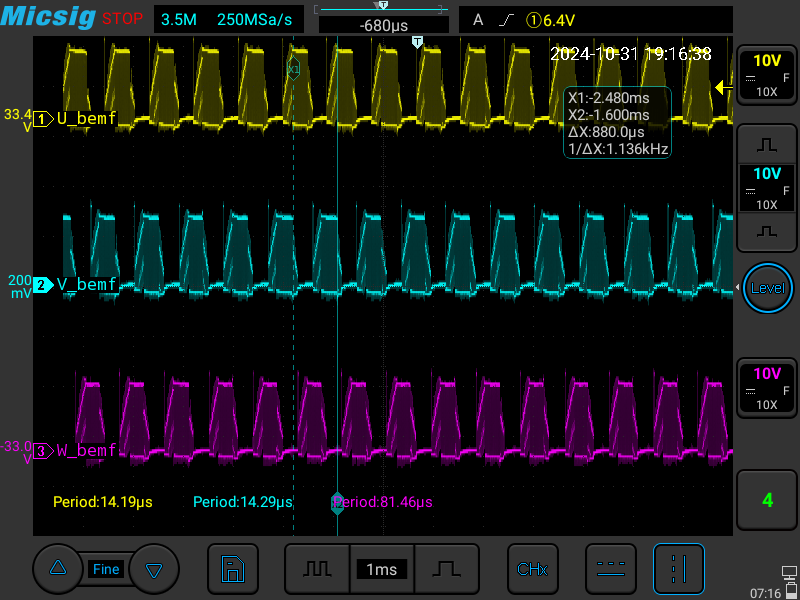 Micsig STOP 3.5M 250MSa/s -680µs A ①6.4V
T
T
2024-10-31 19:16:38
10V
F
10X
X1
X1:-2.480ms
X2:-1.600ms
ΔX:880.0µs
1/ΔX:1.136kHz
33.4
V
1 U_bemf
10V
F
10X
200
mV
2 V_bemf
Level
10V
F
10X
-33.0
V
3 W_bemf
Period:14.19µs Period:14.29µs Period:81.46µs
4
Fine 1ms CHx
07:16